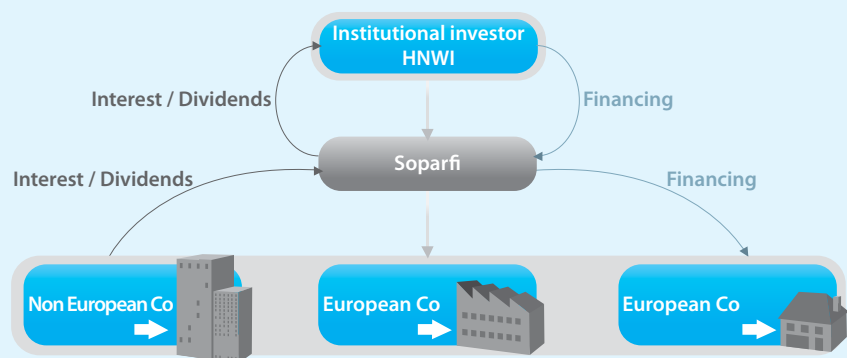 Institutional investor
HNWI
Interest / Dividends
Financing
Soparfi
Interest / Dividends
Financing
Non European Co
European Co
European Co